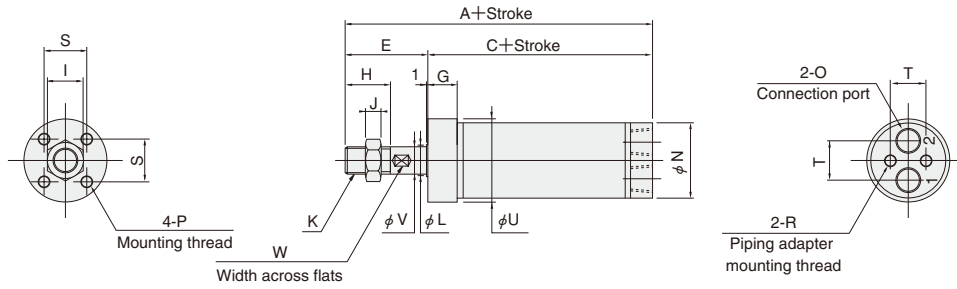 A+Stroke
E
C+Stroke
H
1
G
J
S
I
S
4-P
Mounting thread
K
φV
φL
φU
φN
W
Width across flats
2-O
Connection port
T
T
2
1
2-R
Piping adapter
mounting thread